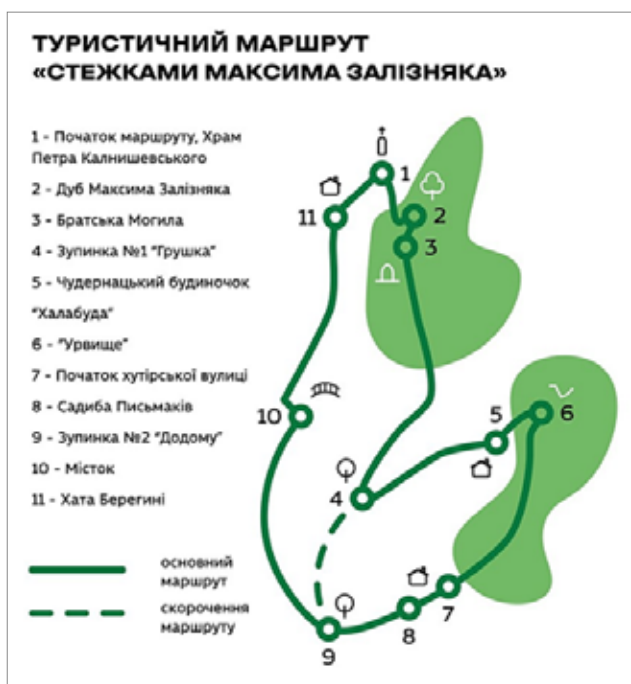 ТУРИСТИЧНИЙ МАРШРУТ
«СТЕЖКАМИ МАКСИМА ЗАЛІЗНЯКА»
1 - Початок маршруту, Храм
Петра Калнишевського
2 - Дуб Максима Залізняка
3 - Братська Могила
4 - Зупинка №1 "Грушка"
5 - Чудернацький будиночок
"Халабуда"
6 - "Урвище"
7 - Початок хутірської вулиці
8 - Садиба Письмаків
9 - Зупинка №2 "Додому"
10 - Місток
11 - Хата Берегині
основний
маршрут
скорочення
маршруту
1
2
11
3
10
5
6
4
7
8
9